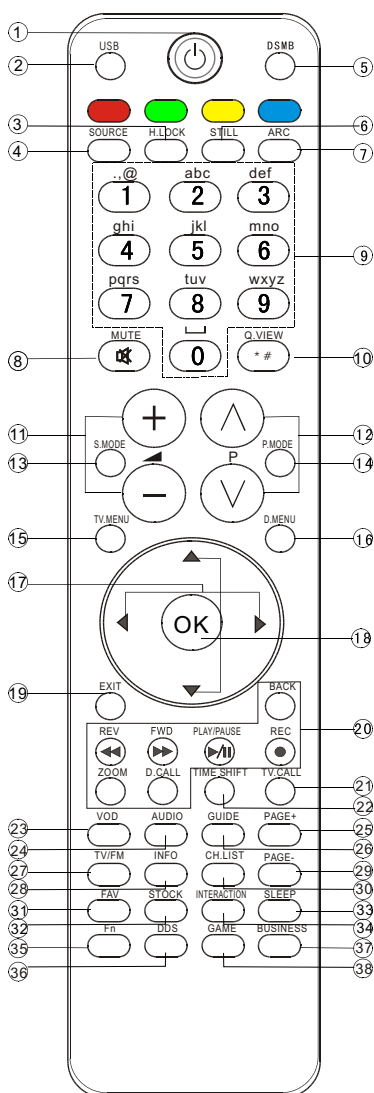 1
USB
DSMB
2
5
3
6
SOURCE H.LOCK STILL ARC
4
7
.,@ abc def
1 2 3
ghi jkl mno
4 5 6
9
pqrs tuv wxyz
7 8 9
MUTE Q.VIEW
8
0
* #
10
11
+
12
S.MODE P P.MODE
13
14
−
TV.MENU D.MENU
15
16
17
OK
18
EXIT BACK
19
REV FWD PLAY/PAUSE REC
20
ZOOM D.CALL TIME SHIFT TV.CALL
21
22
VOD AUDIO GUIDE PAGE+
23
25
24
26
TV/FM INFO CH.LIST PAGE-
27
29
28
30
FAV STOCK INTERACTION SLEEP
31
33
32
34
Fn DDS GAME BUSINESS
35
37
36
38